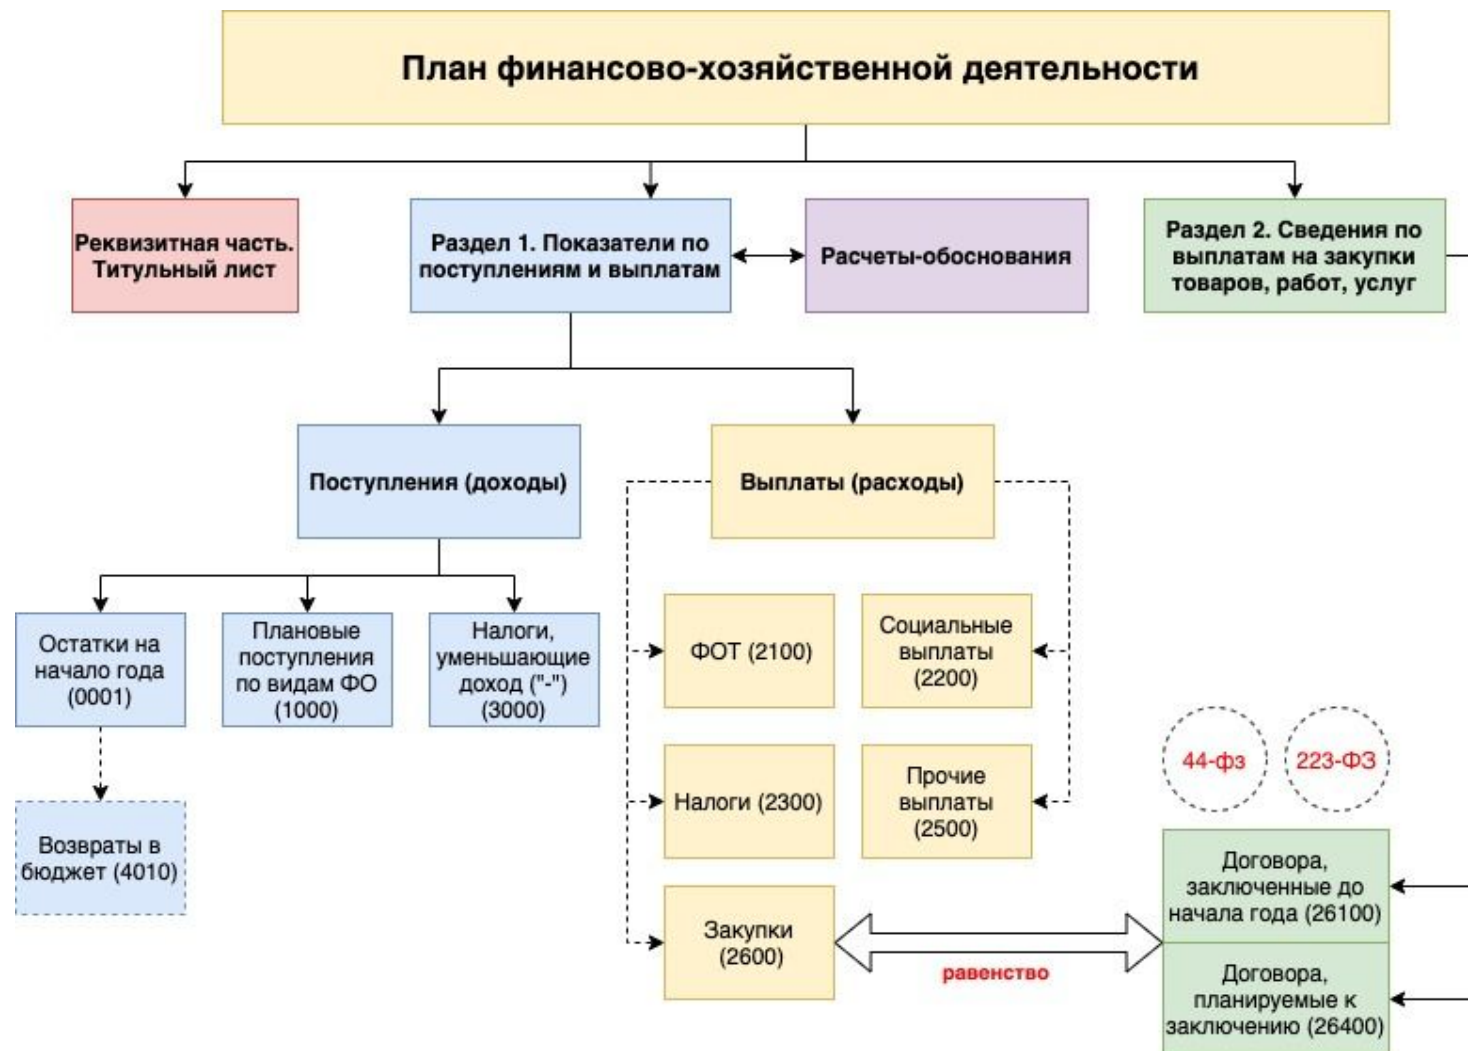 План финансово-хозяйственной деятельности
Реквизитная часть.
Титульный лист
Раздел 1. Показатели по
поступлениям и выплатам
Расчеты-обоснования
Раздел 2. Сведения по
выплатам на закупки
товаров, работ, услуг
Поступления (доходы)
Выплаты (расходы)
Остатки на
начало года
(0001)
Плановые
поступления
по видам ФО
(1000)
Налоги,
уменьшающие
доход ("-")
(3000)
ФОТ (2100)
Социальные
выплаты
(2200)
Возвраты в
бюджет (4010)
Налоги (2300)
Прочие
выплаты
(2500)
44-фз
223-ФЗ
Закупки
(2600)
равенство
Договора,
заключенные до
начала года (26100)
Договора,
планируемые к
заключению (26400)